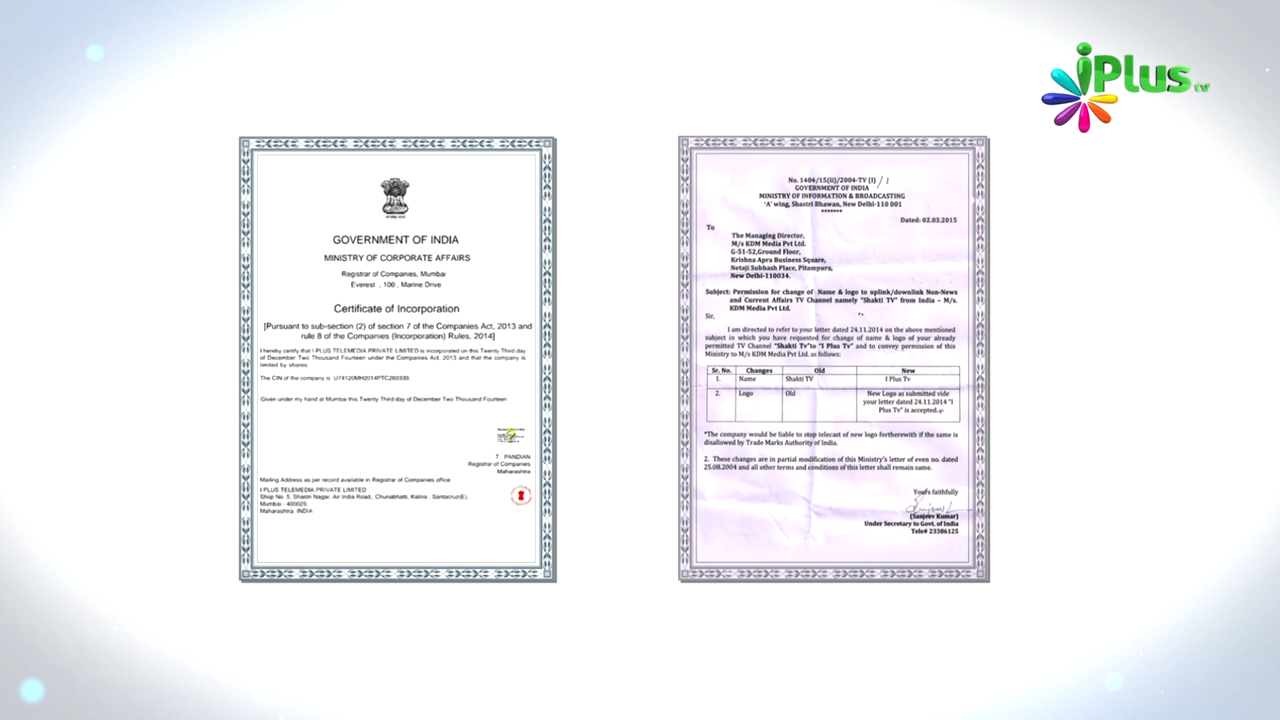 iPlus tv
GOVERNMENT OF INDIA
MINISTRY OF CORPORATE AFFAIRS
Registrar of Companies, Mumbai
Everest , 100 , Marine Drive
Certificate of Incorporation
[Pursuant to sub-section (2) of section 7 of the Companies Act, 2013 and
rule 8 of the Companies (Incorporation) Rules, 2014]
I hereby certify that I PLUS TELEMEDIA PRIVATE LIMITED is incorporated on this Twenty Third day
of December Two Thousand Fourteen under the Companies Act. 2013 and that the company is
limited by shares.
The CIN of the company is U74120MH2014PTC260339.
Given under my hand at Mumbai this Twenty Third day of December Two Thousand Fourteen
T PANDIAN
Registrar of Companies
Maharashtra
Mailing Address as per record available in Registrar of Companies office
I PLUS TELEMEDIA PRIVATE LIMITED
Shop No. 5, Shastri Nagar, Air India Road,, Kalina , Santacruz(E),
Mumbai - 400029,
Maharashtra, INDIA
No. 1404/15(ii)/2004-TV (I) / 1
GOVERNMENT OF INDIA
MINISTRY OF INFORMATION & BROADCASTING
'A' wing, Shastri Bhawan, New Delhi-110 001
*******
Dated: 02.03.2015
To
The Managing Director,
M/s KDM Media Pvt Ltd.
G-51-52,Ground Floor,
Krishna Apra Business Square,
Netaji Subhash Place, Pitampura,
New Delhi-110034.
Subject: Permission for change of Name & logo to uplink/downlink Non-News
and Current Affairs TV Channel namely "Shakti TV" from India – M/s.
KDM Media Pvt Ltd.
Sir,
I am directed to refer to your letter dated 24.11.2014 on the above mentioned
subject in which you have requested for change of name & logo of your already
permitted TV Channel "Shakti Tv"to "I Plus Tv" and to convey permission of this
Ministry to M/s KDM Media Pvt Ltd. as follows:
Sr. No. Changes Old New
1. Name Shakti TV I Plus Tv
2. Logo Old New Logo as submitted vide
your letter dated 24.11.2014 "I
Plus Tv" is accepted.
*The company would be liable to stop telecast of new logo fortherewith if the same is
disallowed by Trade Marks Authority of India.
2. These changes are in partial modification of this Ministry's letter of even no. dated
25.08.2004 and all other terms and conditions of this letter shall remain same.
Yours faithfully
(Sanjeev Kumar)
Under Secretary to Govt. of India
Tele# 23386125